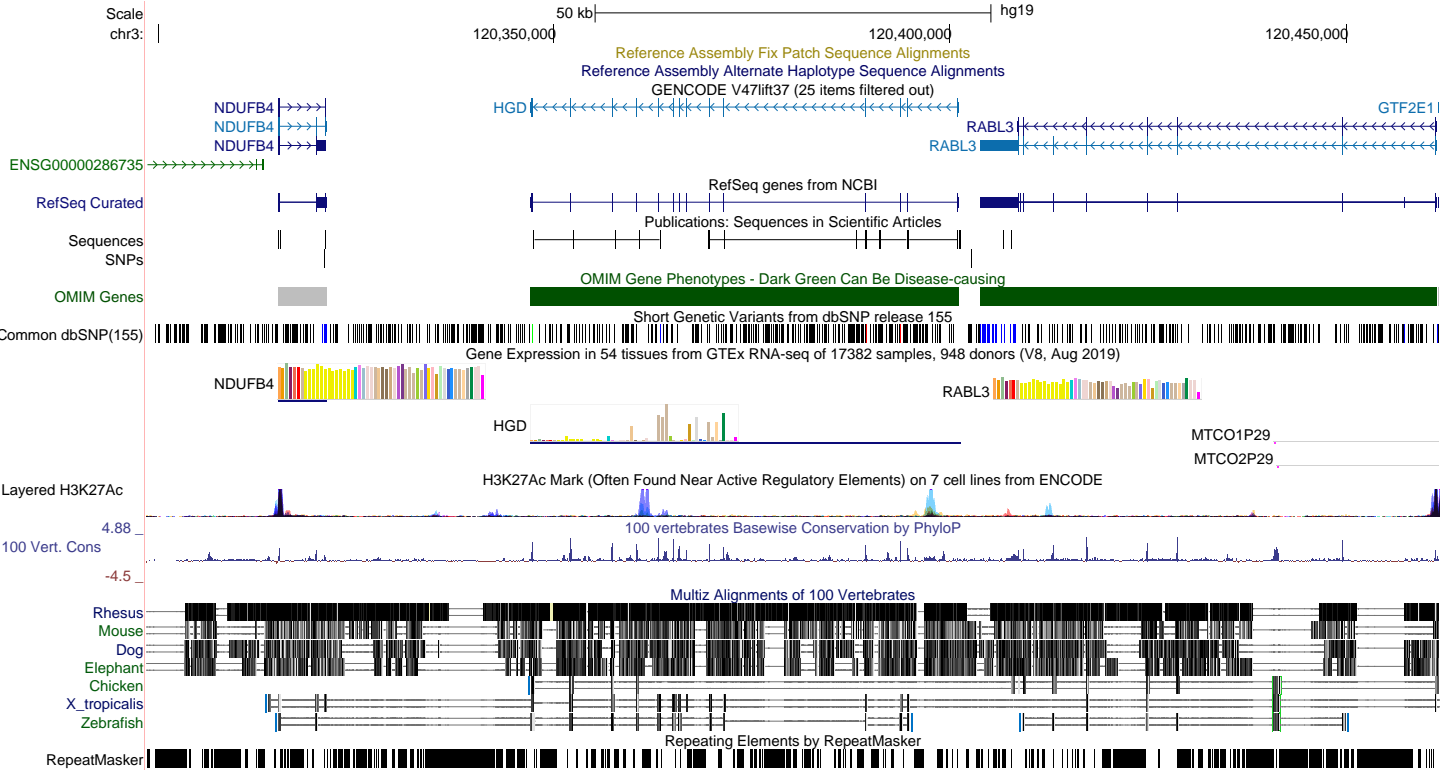 Scale 50 kb hg19
chr3: 120,350,000 120,400,000 120,450,000
Reference Assembly Fix Patch Sequence Alignments
Reference Assembly Alternate Haplotype Sequence Alignments
GENCODE V47lift37 (25 items filtered out)
NDUFB4 HGD GTF2E1
NDUFB4 RABL3
NDUFB4 RABL3
ENSG00000286735
RefSeq genes from NCBI
RefSeq Curated
Publications: Sequences in Scientific Articles
Sequences
SNPs
OMIM Gene Phenotypes - Dark Green Can Be Disease-causing
OMIM Genes
Short Genetic Variants from dbSNP release 155
Common dbSNP(155)
Gene Expression in 54 tissues from GTEx RNA-seq of 17382 samples, 948 donors (V8, Aug 2019)
NDUFB4 RABL3
HGD
MTCO1P29
MTCO2P29
H3K27Ac Mark (Often Found Near Active Regulatory Elements) on 7 cell lines from ENCODE
Layered H3K27Ac
100 vertebrates Basewise Conservation by PhyloP
4.88 _
100 Vert. Cons
-4.5 _
Multiz Alignments of 100 Vertebrates
Rhesus
Mouse
Dog
Elephant
Chicken
X_tropicalis
Zebrafish
Repeating Elements by RepeatMasker
RepeatMasker